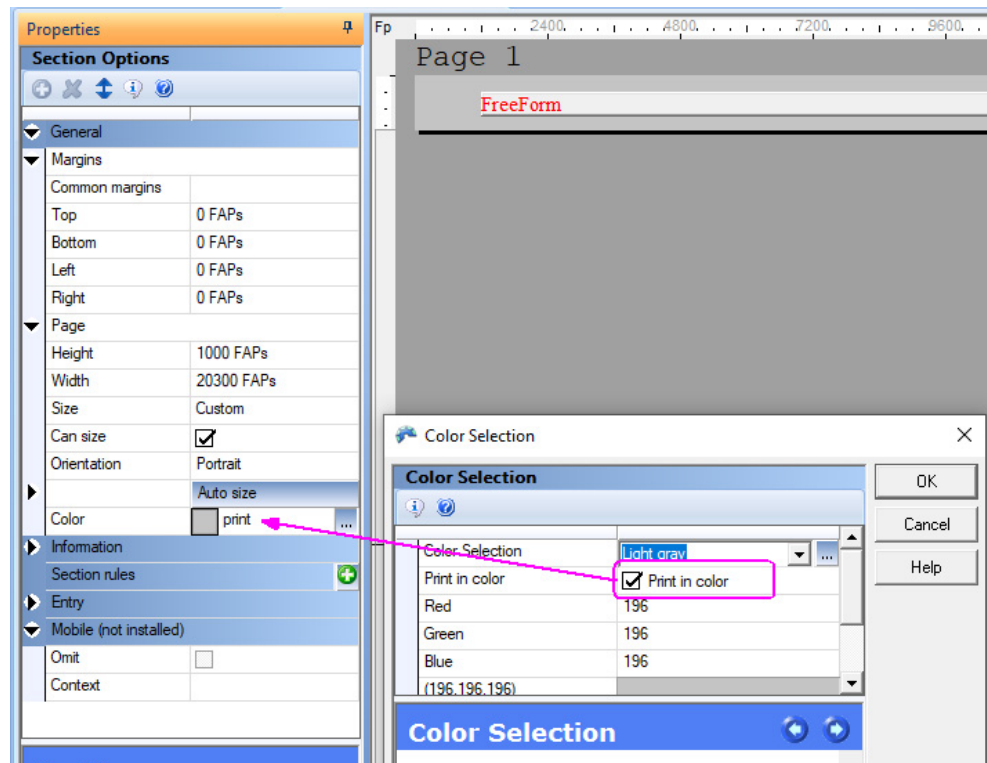 Properties
Section Options
General
Margins
Common margins
Top 0 FAPs
Bottom 0 FAPs
Left 0 FAPs
Right 0 FAPs
Page
Height 1000 FAPs
Width 20300 FAPs
Size Custom
Can size
Orientation Portrait
Auto size
Color print ...
Information
Section rules
Entry
Mobile (not installed)
Omit
Context
Fp 2400 4800 7200 9600
Page 1
FreeForm
Color Selection
Color Selection
Color Selection Light gray ...
Print in color Print in color
Red 196
Green 196
Blue 196
(196.196.196)
Color Selection
OK
Cancel
Help